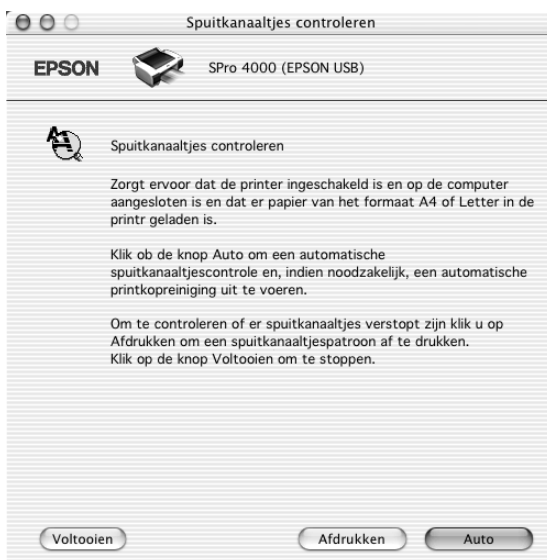 Spuitkanaaltjes controleren
EPSON
SPro 4000 (EPSON USB)
Spuitkanaaltjes controleren
Zorgt ervoor dat de printer ingeschakeld is en op de computer
aangesloten is en dat er papier van het formaat A4 of Letter in de
printr geladen is.
Klik ob de knop Auto om een automatische
spuitkanaaltjescontrole en, indien noodzakelijk, een automatische
printkopreiniging uit te voeren.
Om te controleren of er spuitkanaaltjes verstopt zijn klik u op
Afdrukken om een spuitkanaaltjespatroon af te drukken.
Klik op de knop Voltooien om te stoppen.
Voltooien
Afdrukken
Auto